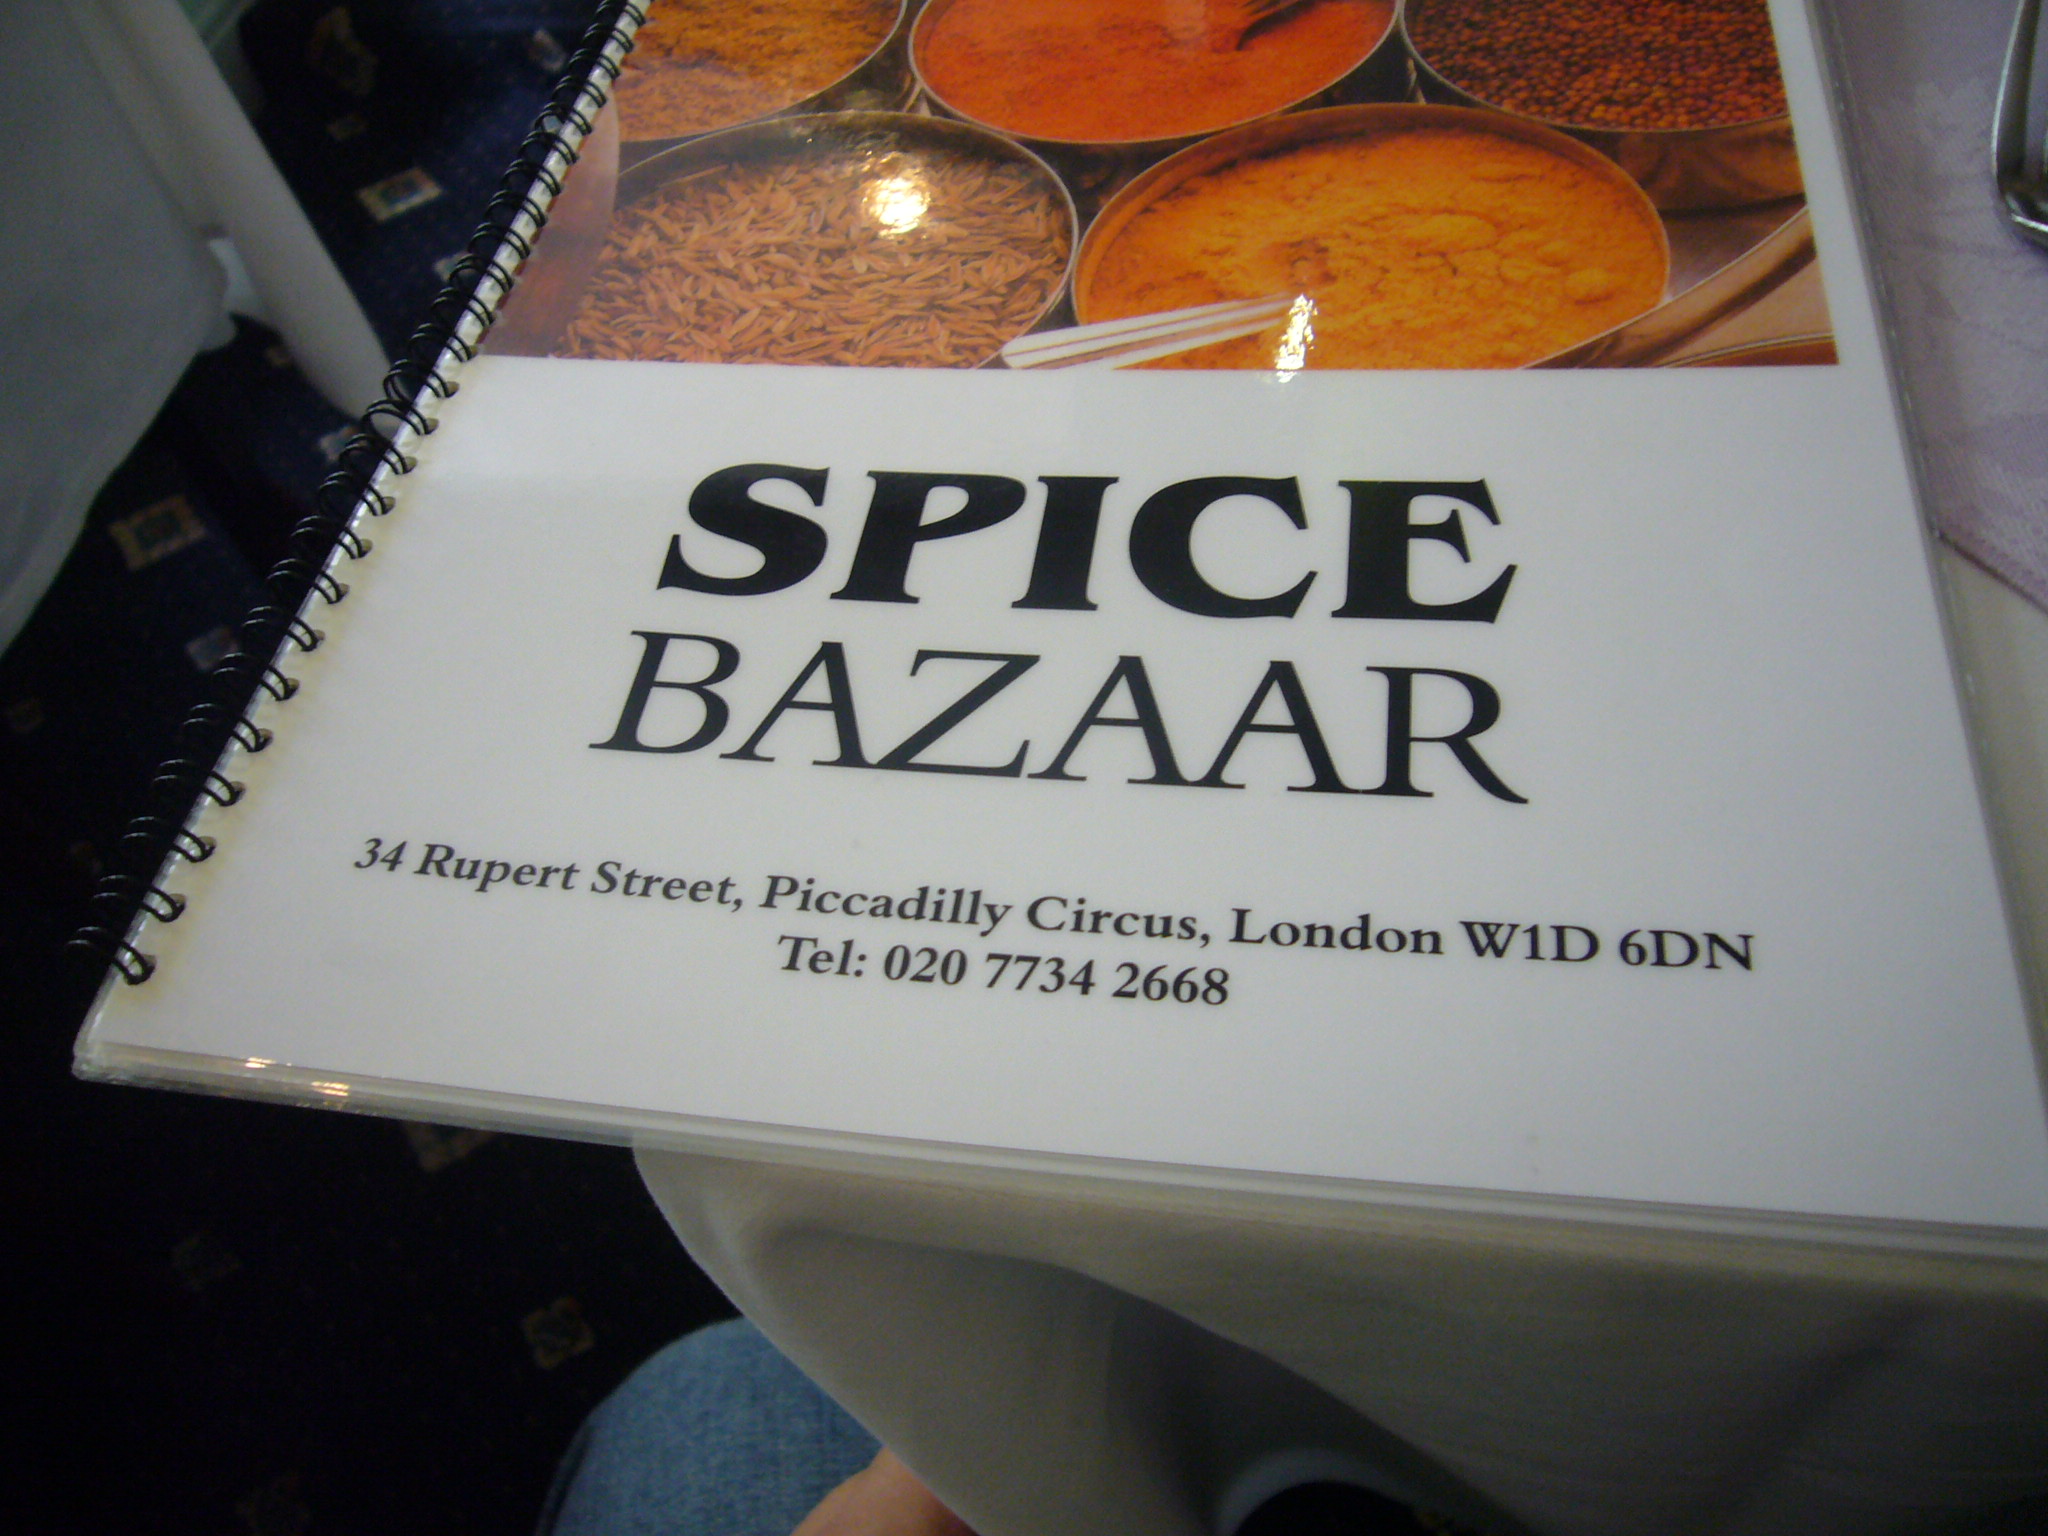 SPICE
BAZAAR
34 Rupert Street, Piccadilly Circus, London W1D 6DN
Tel: 020 7734 2668